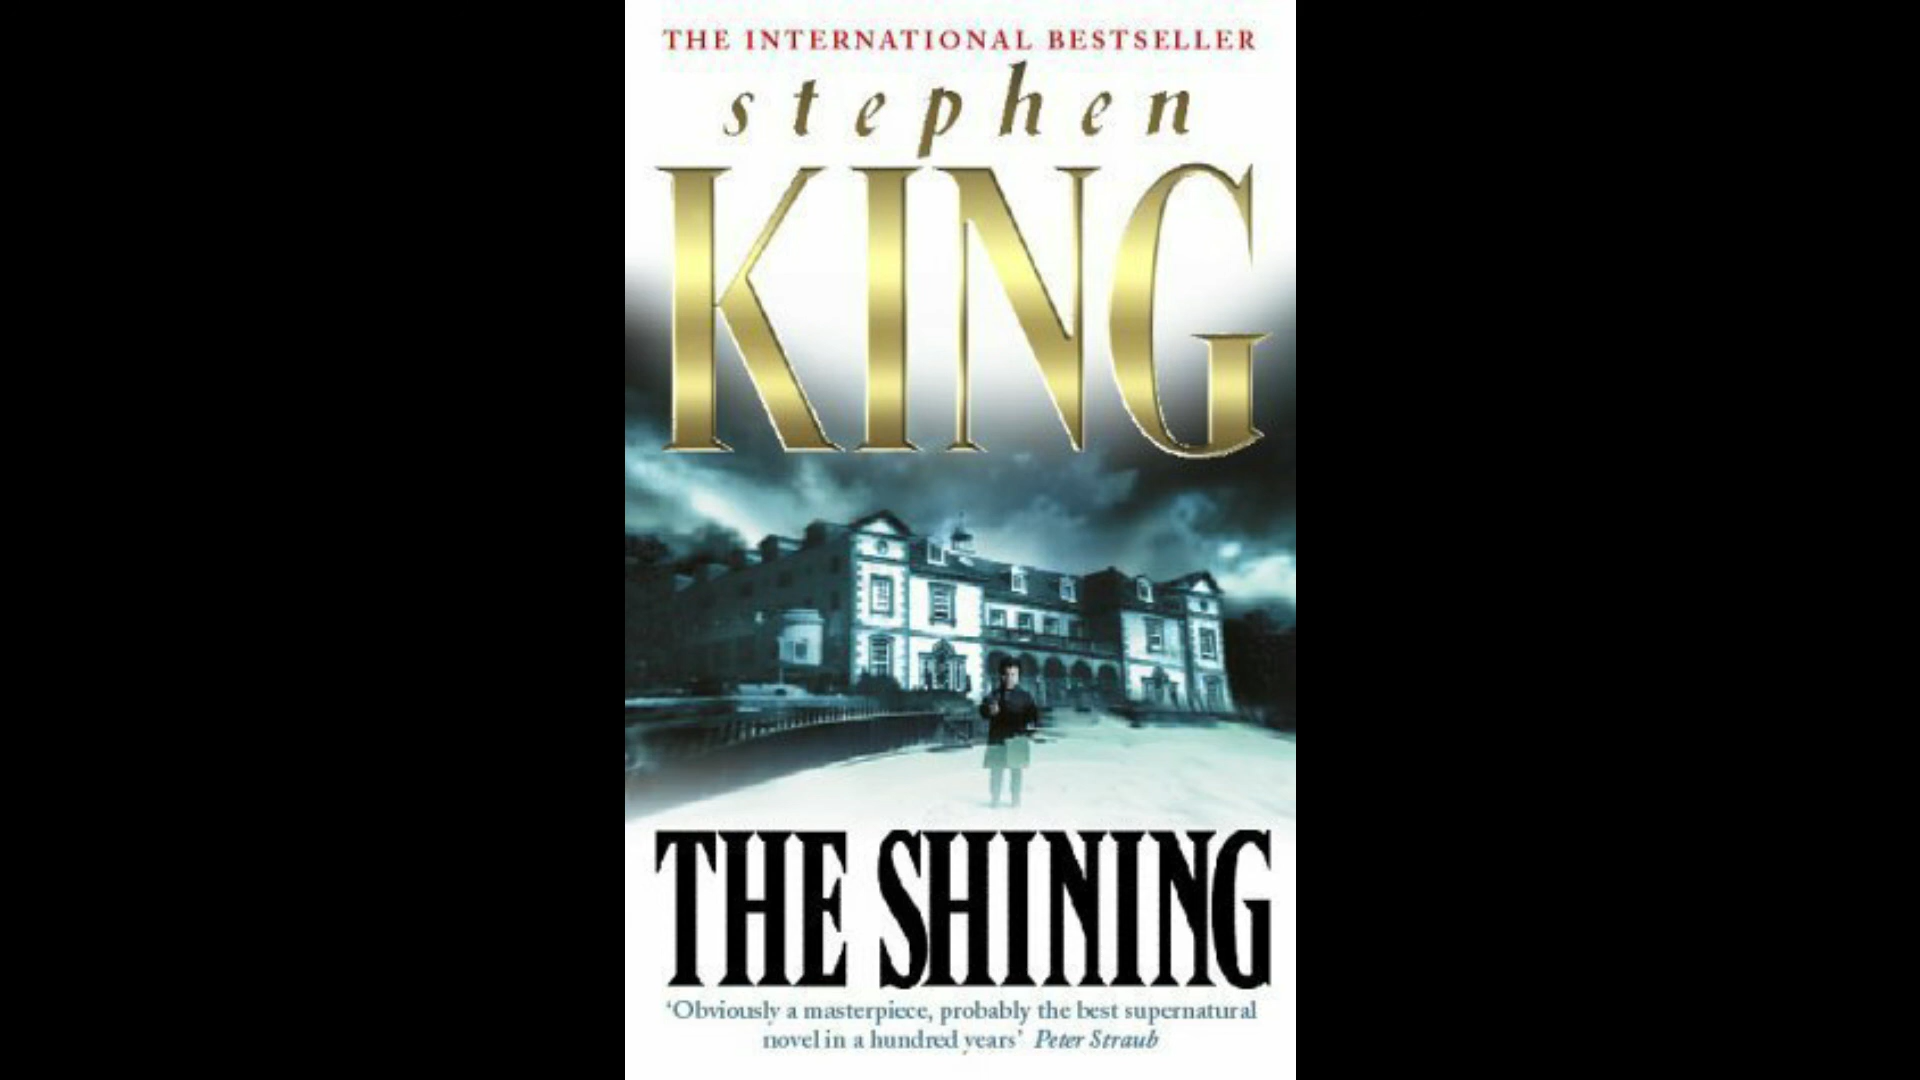 THE INTERNATIONAL BESTSELLER
stephen
KING
THE SHINING
‘Obviously a masterpiece, probably the best supernatural
novel in a hundred years’ Peter Straub